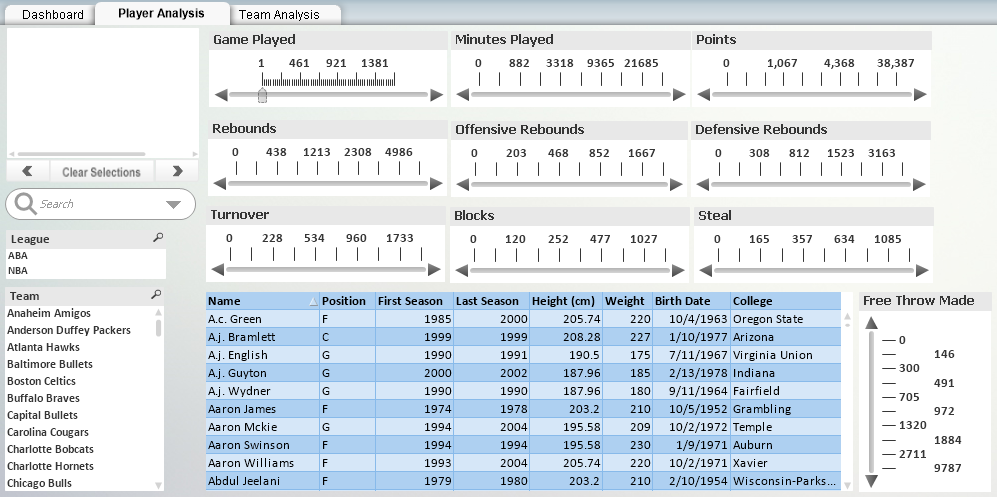 Dashboard Player Analysis Team Analysis
Game Played
1 461 921 1381
Minutes Played
0 882 3318 9365 21685
Points
0 1,067 4,368 38,387
Rebounds
0 438 1213 2308 4986
Offensive Rebounds
0 203 468 852 1667
Defensive Rebounds
0 308 812 1523 3163
Turnover
0 228 534 960 1733
Blocks
0 120 252 477 1027
Steal
0 165 357 634 1085
Clear Selections
Search
League
ABA
NBA
Team
Anaheim Amigos
Anderson Duffey Packers
Atlanta Hawks
Baltimore Bullets
Boston Celtics
Buffalo Braves
Capital Bullets
Carolina Cougars
Charlotte Bobcats
Charlotte Hornets
Chicago Bulls
Name Position First Season Last Season Height (cm) Weight Birth Date College
A.c. Green F 1985 2000 205.74 220 10/4/1963 Oregon State
A.j. Bramlett C 1999 1999 208.28 227 1/10/1977 Arizona
A.j. English G 1990 1991 190.5 175 7/11/1967 Virginia Union
A.j. Guyton G 2000 2002 187.96 185 2/13/1978 Indiana
A.j. Wydner G 1990 1990 187.96 180 9/11/1964 Fairfield
Aaron James F 1974 1978 203.2 210 10/5/1952 Grambling
Aaron Mckie G 1994 2004 195.58 209 10/2/1972 Temple
Aaron Swinson F 1994 1994 195.58 230 1/9/1971 Auburn
Aaron Williams F 1993 2004 205.74 220 10/2/1971 Xavier
Abdul Jeelani F 1979 1980 203.2 210 2/10/1954 Wisconsin-Parks...
Free Throw Made
0
146
300
491
705
972
1320
1884
2711
9787